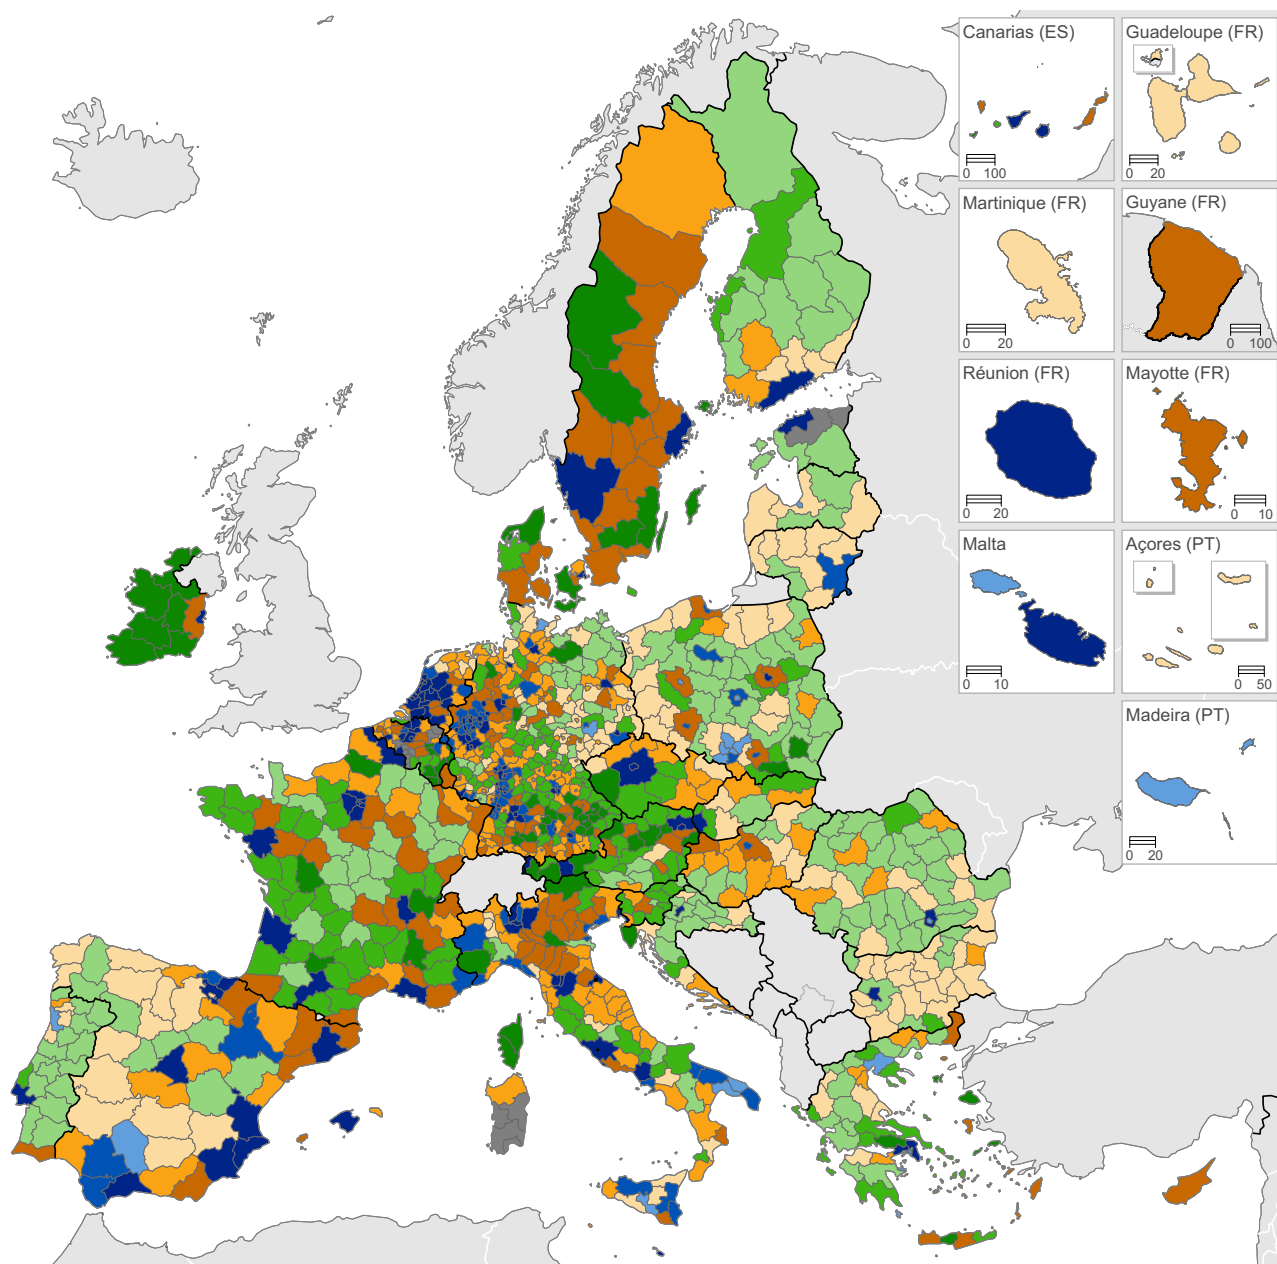 Canarias (ES)
0 100
Guadeloupe (FR)
0 20
Martinique (FR)
0 20
Guyane (FR)
0 100
Réunion (FR)
0 20
Mayotte (FR)
0 10
Malta
0 10
Açores (PT)
0 50
Madeira (PT)
0 20